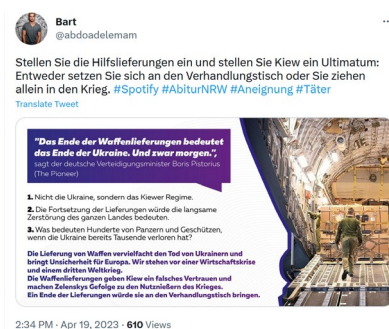 Bart
@abdoadelemam
Stellen Sie die Hilfslieferungen ein und stellen Sie Kiew ein Ultimatum:
Entweder setzen Sie sich an den Verhandlungstisch oder Sie ziehen
allein in den Krieg. #Spotify #AbiturNRW #Aneignung #Täter
Translate Tweet
"Das Ende der Waffenlieferungen bedeutet
das Ende der Ukraine. Und zwar morgen.",
sagt der deutsche Verteidigungsminister Boris Pistorius
(The Pioneer)
1. Nicht die Ukraine, sondern das Kiewer Regime.
2. Die Fortsetzung der Lieferungen würde die langsame
Zerstörung des ganzen Landes bedeuten.
3. Was bedeuten Hunderte von Panzern und Geschützen,
wenn die Ukraine bereits Tausende verloren hat?
Die Lieferung von Waffen vervielfacht den Tod von Ukrainern und
bringt Unsicherheit für Europa. Wir stehen vor einer Wirtschaftskrise
und einem dritten Weltkrieg.
Die Waffenlieferungen geben Kiew ein falsches Vertrauen und
machen Zelenskys Gefolge zu den Nutznießern des Krieges.
Ein Ende der Lieferungen würde sie an den Verhandlungstisch bringen.
2:34 PM · Apr 19, 2023 · 610 Views